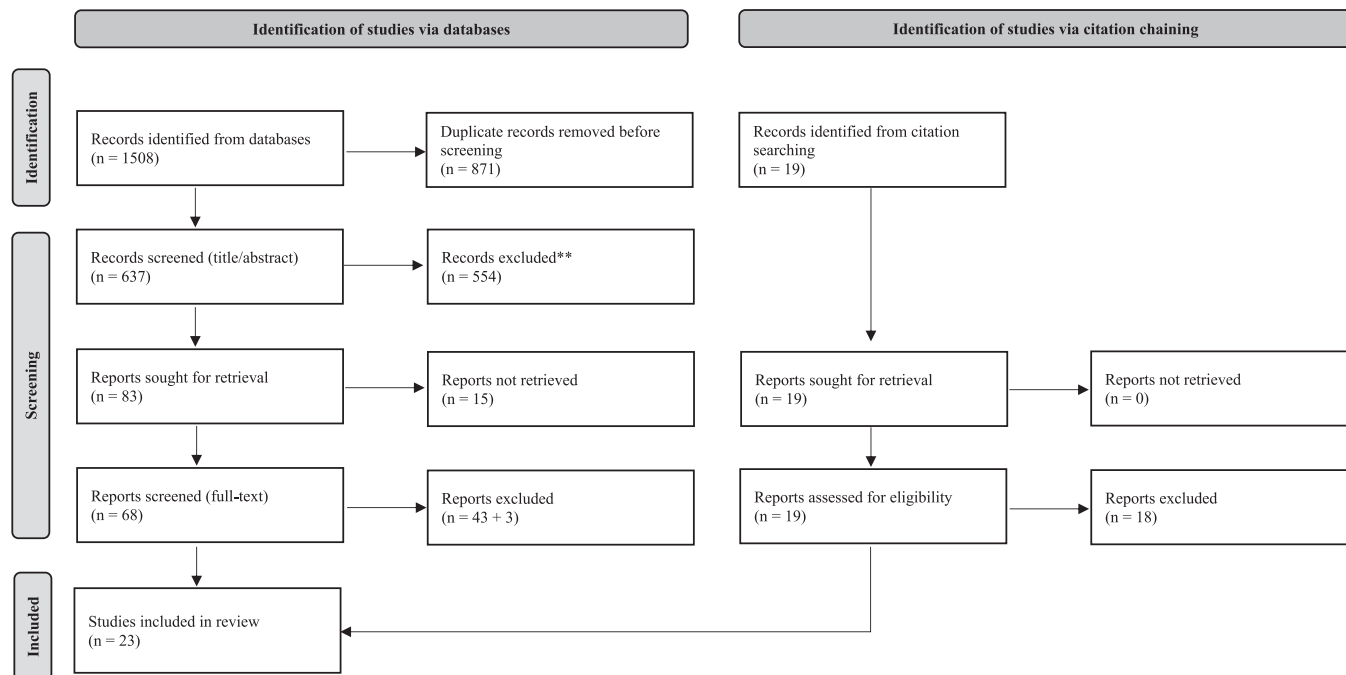 Identification of studies via databases
Identification of studies via citation chaining
Identification
Records identified from databases
(n = 1508)
Duplicate records removed before
screening
(n = 871)
Records identified from citation
searching
(n = 19)
Screening
Records screened (title/abstract)
(n = 637)
Records excluded**
(n = 554)
Reports sought for retrieval
(n = 83)
Reports not retrieved
(n = 15)
Reports sought for retrieval
(n = 19)
Reports not retrieved
(n = 0)
Reports screened (full-text)
(n = 68)
Reports excluded
(n = 43 + 3)
Reports assessed for eligibility
(n = 19)
Reports excluded
(n = 18)
Included
Studies included in review
(n = 23)